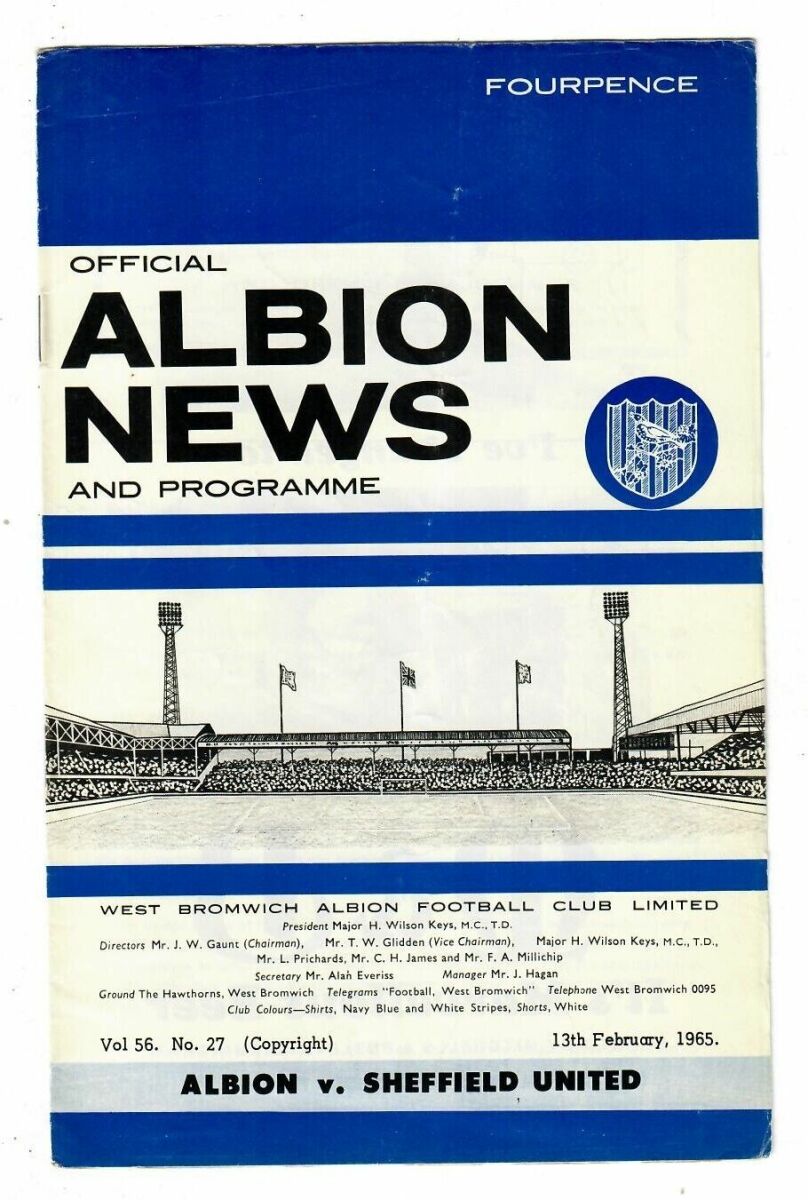 FOURPENCE
OFFICIAL
ALBION
NEWS
AND PROGRAMME
WEST BROMWICH ALBION FOOTBALL CLUB LIMITED
President Major H. Wilson Keys, M.C., T.D.
Directors Mr. J. W. Gaunt (Chairman), Mr. T. W. Glidden (Vice Chairman), Major H. Wilson Keys, M.C., T.D.,
Mr. L. Prichards, Mr. C. H. James and Mr. F. A. Millichip
Secretary Mr. Alan Everiss Manager Mr. J. Hagan
Ground The Hawthorns, West Bromwich Telegrams "Football, West Bromwich" Telephone West Bromwich 0095
Club Colours—Shirts, Navy Blue and White Stripes, Shorts, White
Vol 56. No. 27 (Copyright) 13th February, 1965.
ALBION v. SHEFFIELD UNITED